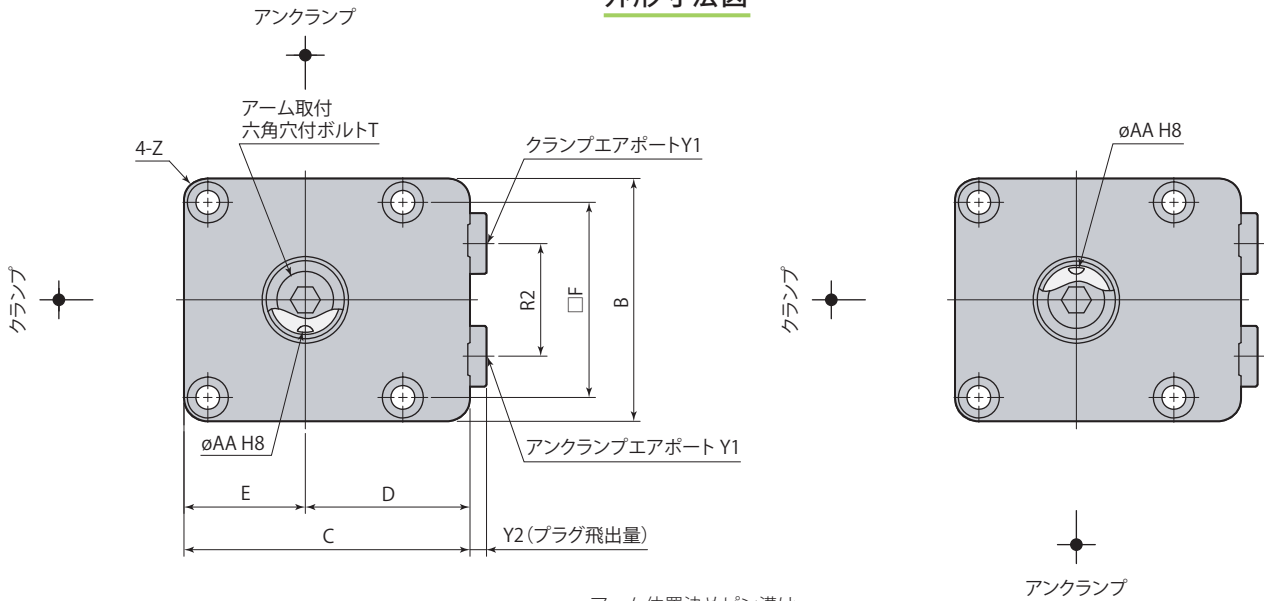 外形寸法図
アンクランプ
アーム取付
六角穴付ボルトT
4-Z
クランプエアポートY1
øAA H8
クランプ
R2
□F
B
クランプ
øAA H8
アンクランプエアポート Y1
E
D
C
Y2(プラグ飛出量)
アンクランプ